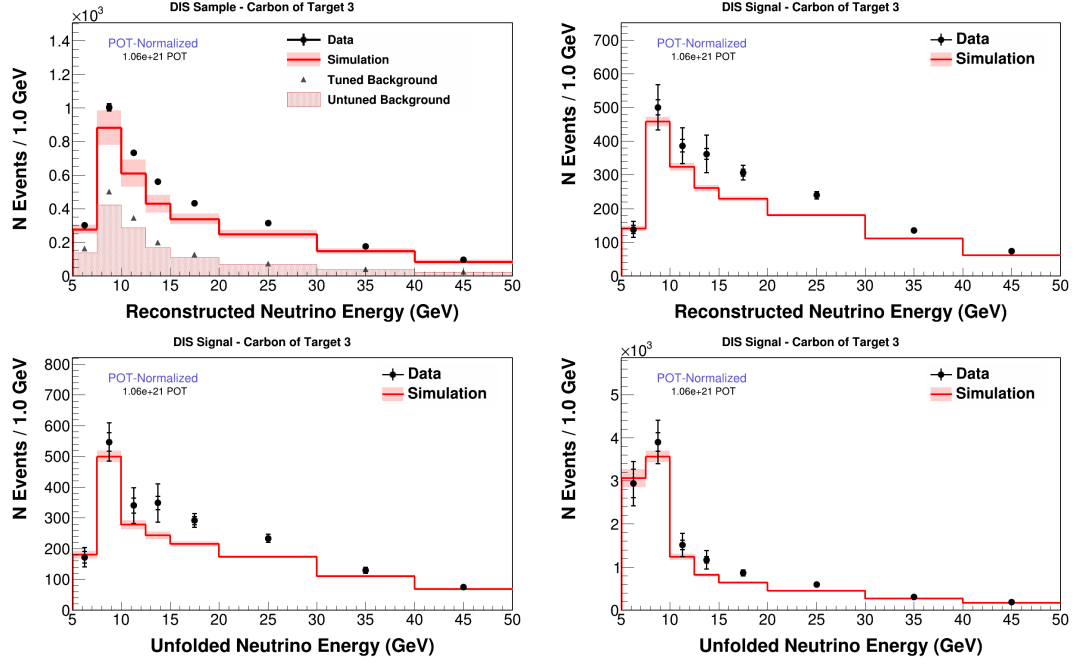 DIS Sample - Carbon of Target 3
×10³
N Events / 1.0 GeV
POT-Normalized
1.06e+21 POT
Data
Simulation
Tuned Background
Untuned Background
1.4
1.2
1
0.8
0.6
0.4
0.2
0
5 10 15 20 25 30 35 40 45 50
Reconstructed Neutrino Energy (GeV)
DIS Signal - Carbon of Target 3
N Events / 1.0 GeV
POT-Normalized
1.06e+21 POT
Data
Simulation
700
600
500
400
300
200
100
0
5 10 15 20 25 30 35 40 45 50
Reconstructed Neutrino Energy (GeV)
DIS Signal - Carbon of Target 3
N Events / 1.0 GeV
POT-Normalized
1.06e+21 POT
Data
Simulation
800
700
600
500
400
300
200
100
0
5 10 15 20 25 30 35 40 45 50
Unfolded Neutrino Energy (GeV)
DIS Signal - Carbon of Target 3
×10³
N Events / 1.0 GeV
POT-Normalized
1.06e+21 POT
Data
Simulation
5
4
3
2
1
0
5 10 15 20 25 30 35 40 45 50
Unfolded Neutrino Energy (GeV)